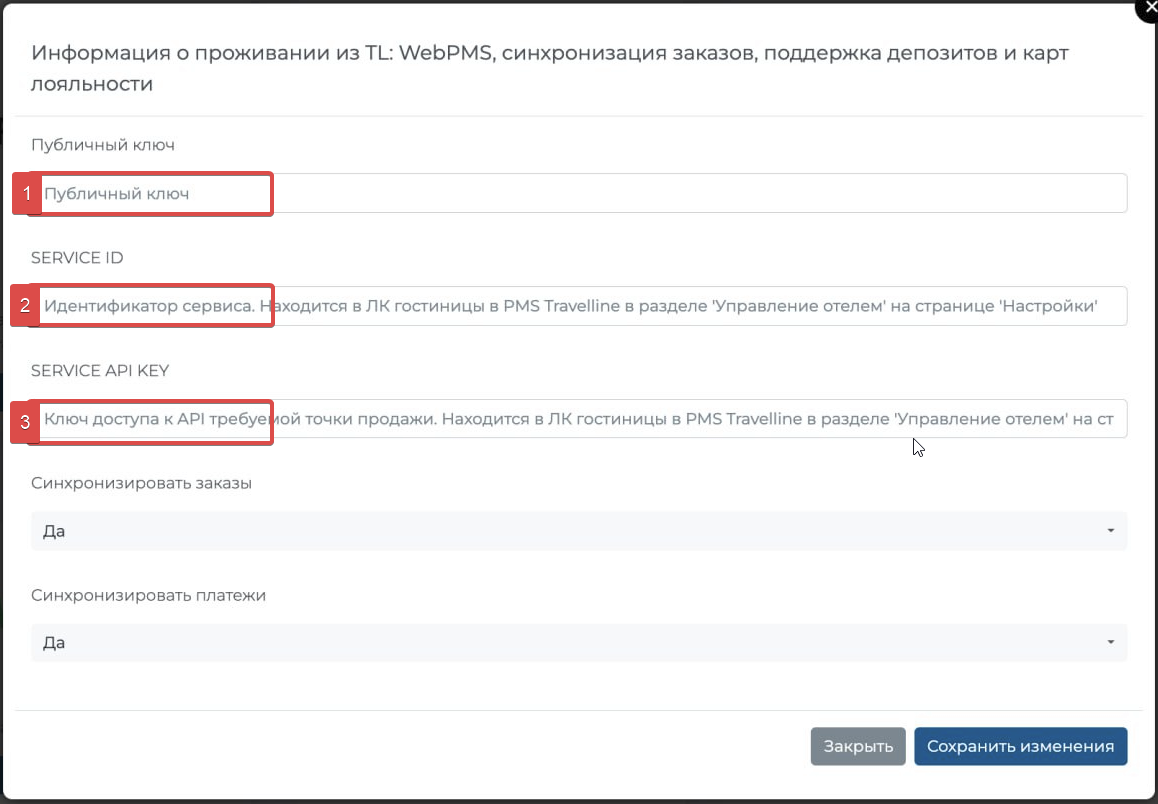 Информация о проживании из TL: WebPMS, синхронизация заказов, поддержка депозитов и карт
лояльности
Публичный ключ
1 Публичный ключ
SERVICE ID
2 Идентификатор сервиса. Находится в ЛК гостиницы в PMS Travelline в разделе 'Управление отелем' на странице 'Настройки'
SERVICE API KEY
3 Ключ доступа к API требуемой точки продажи. Находится в ЛК гостиницы в PMS Travelline в разделе 'Управление отелем' на ст
Синхронизировать заказы
Да
Синхронизировать платежи
Да
Закрыть Сохранить изменения